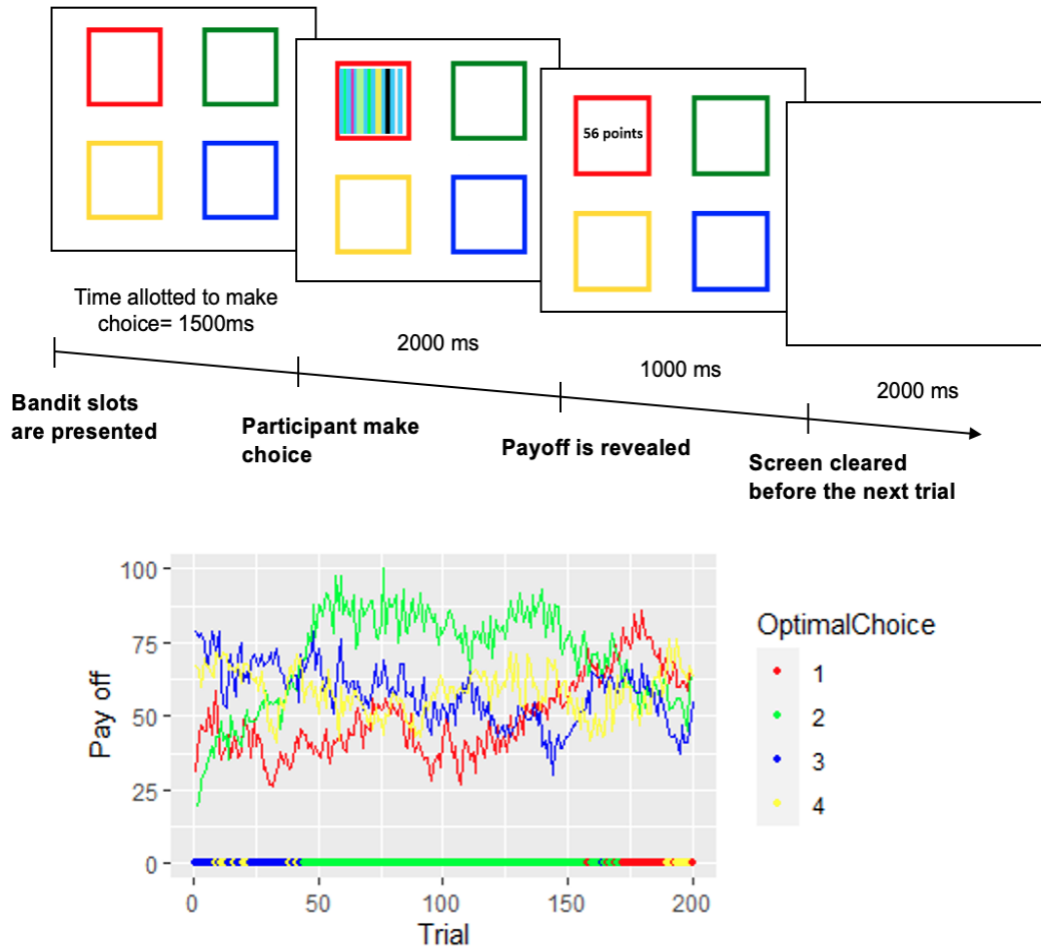 56 points
Time allotted to make
choice= 1500ms
2000 ms
1000 ms
2000 ms
Bandit slots
are presented
Participant make
choice
Payoff is revealed
Screen cleared
before the next trial
100
75
50
25
0
Pay off
0 50 100 150 200
Trial
OptimalChoice
1
2
3
4